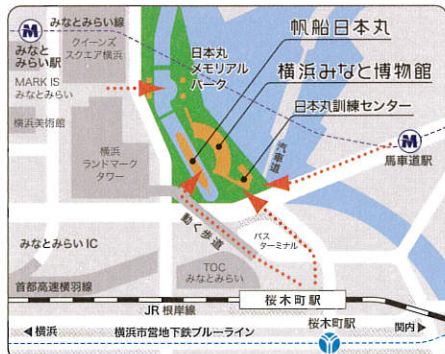 みなとみらい線
M
みなと
みらい駅
クイーンズ
スクエア横浜
MARK IS
みなとみらい
横浜美術館
横浜
ランドマーク
タワー
日本丸
メモリアル
パーク
帆船日本丸
横浜みなと博物館
日本丸訓練センター
汽車道
M
馬車道駅
動く歩道
バス
ターミナル
みなとみらいIC
TOC
みなとみらい
首都高速横羽線
JR 根岸線
桜木町駅
横浜
横浜市営地下鉄ブルーライン
桜木町駅
関内